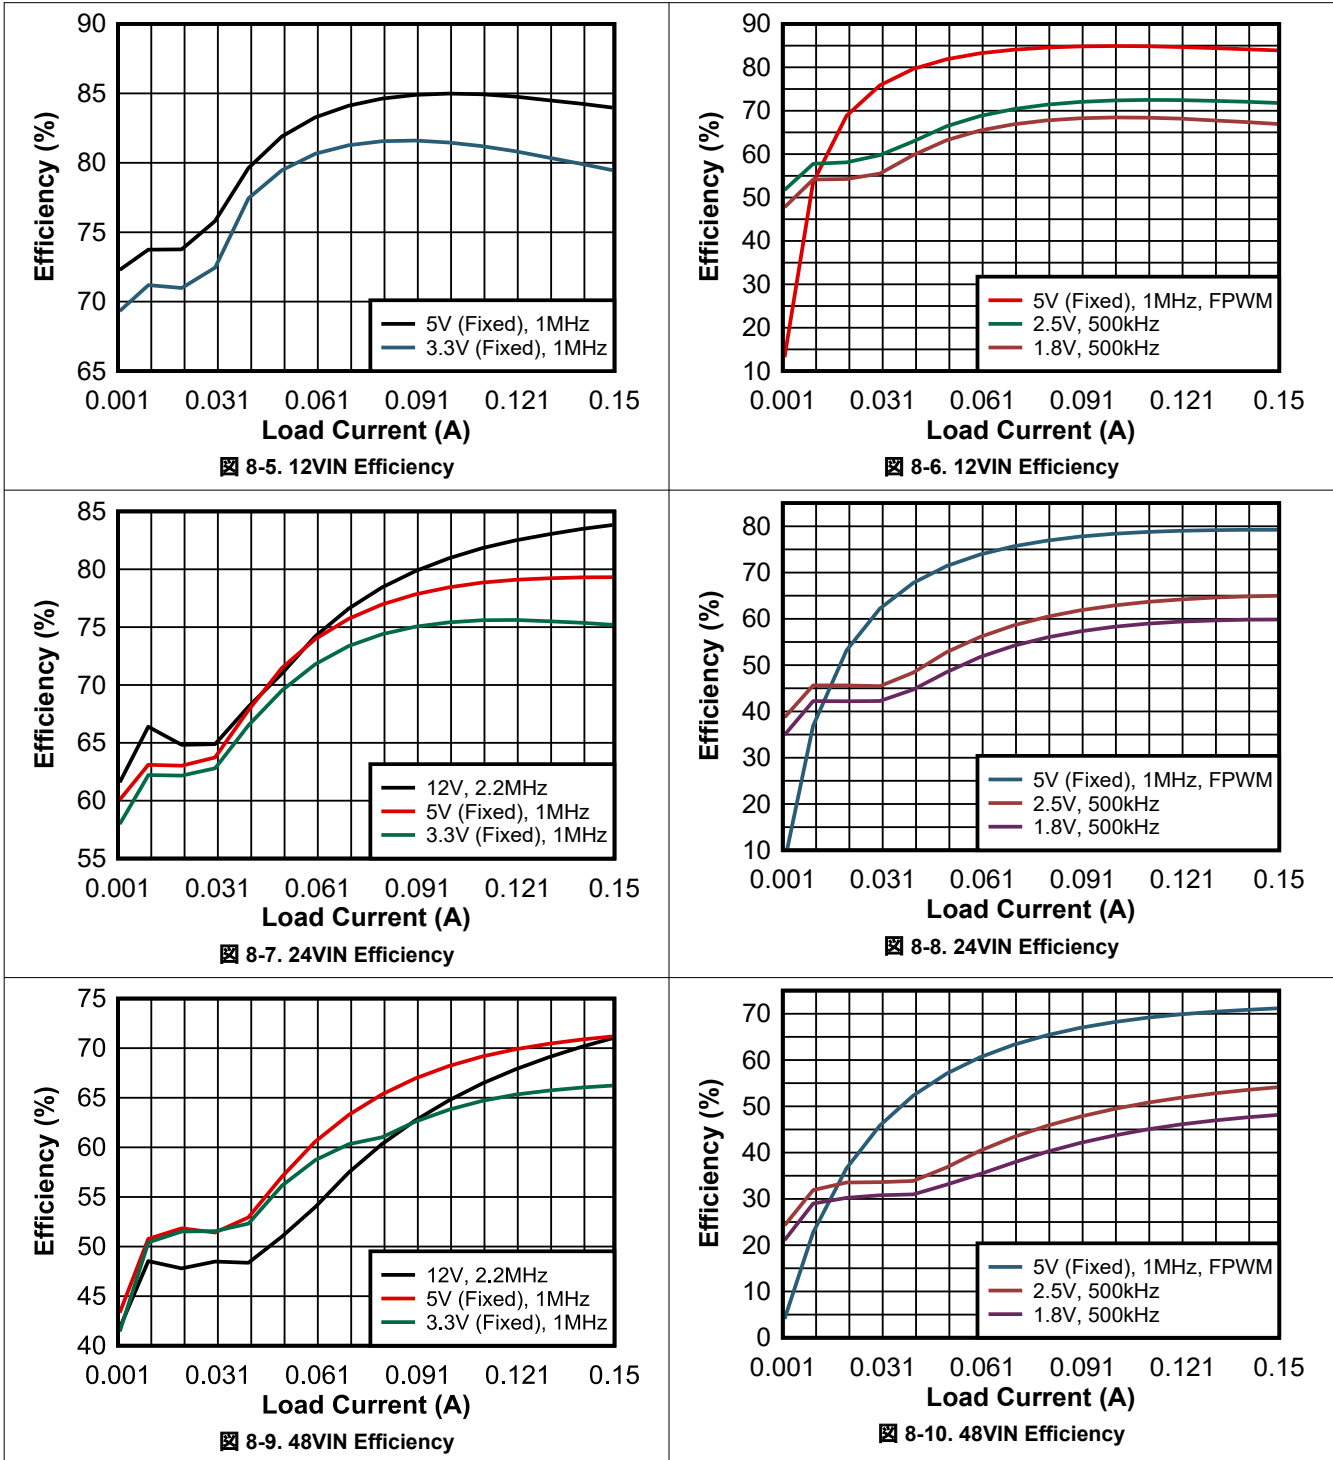 90
85
80
75
70
65
Efficiency (%)
5V (Fixed), 1MHz
3.3V (Fixed), 1MHz
0.001 0.031 0.061 0.091 0.121 0.15
Load Current (A)
図 8-5. 12VIN Efficiency
90
80
70
60
50
40
30
20
10
Efficiency (%)
5V (Fixed), 1MHz, FPWM
2.5V, 500kHz
1.8V, 500kHz
0.001 0.031 0.061 0.091 0.121 0.15
Load Current (A)
図 8-6. 12VIN Efficiency
85
80
75
70
65
60
55
Efficiency (%)
12V, 2.2MHz
5V (Fixed), 1MHz
3.3V (Fixed), 1MHz
0.001 0.031 0.061 0.091 0.121 0.15
Load Current (A)
図 8-7. 24VIN Efficiency
80
70
60
50
40
30
20
10
Efficiency (%)
5V (Fixed), 1MHz, FPWM
2.5V, 500kHz
1.8V, 500kHz
0.001 0.031 0.061 0.091 0.121 0.15
Load Current (A)
図 8-8. 24VIN Efficiency
75
70
65
60
55
50
45
40
Efficiency (%)
12V, 2.2MHz
5V (Fixed), 1MHz
3.3V (Fixed), 1MHz
0.001 0.031 0.061 0.091 0.121 0.15
Load Current (A)
図 8-9. 48VIN Efficiency
70
60
50
40
30
20
10
0
Efficiency (%)
5V (Fixed), 1MHz, FPWM
2.5V, 500kHz
1.8V, 500kHz
0.001 0.031 0.061 0.091 0.121 0.15
Load Current (A)
図 8-10. 48VIN Efficiency